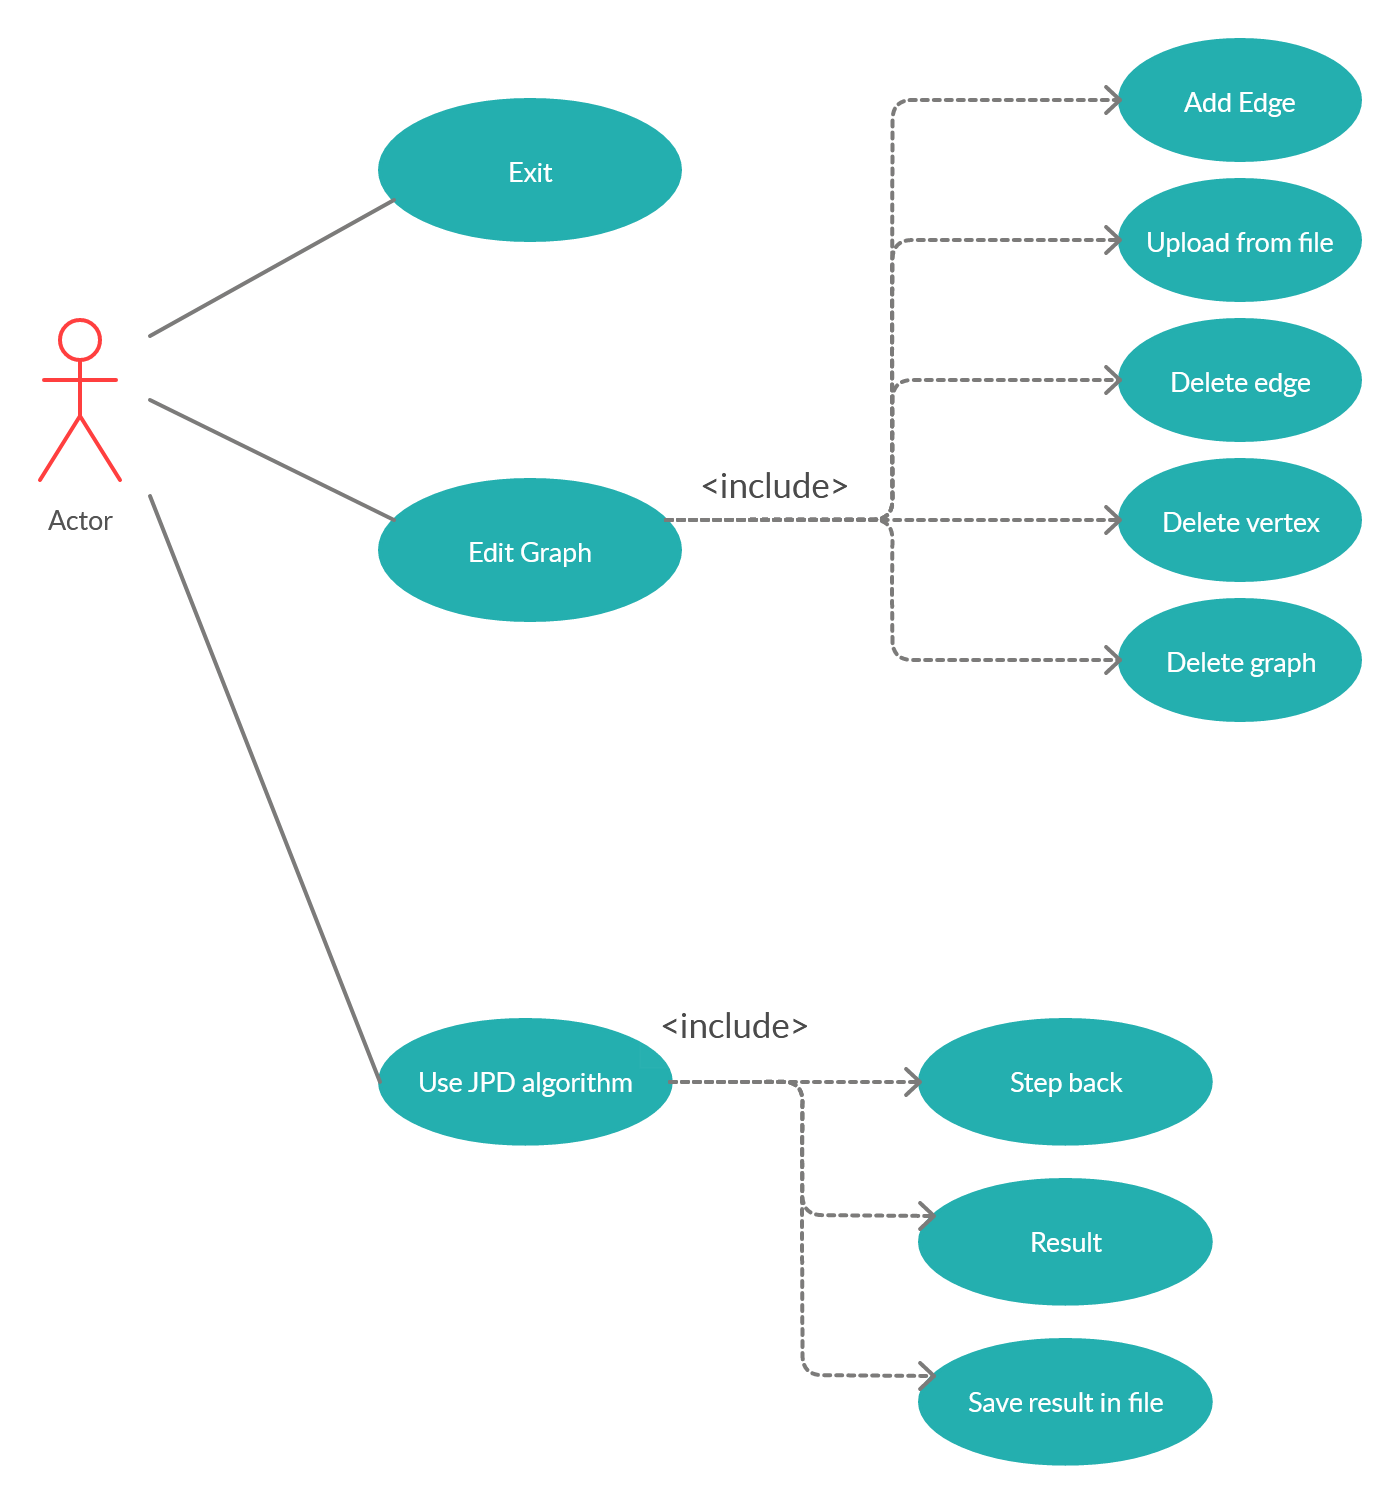 Exit
Actor
Edit Graph
<include>
Add Edge
Upload from file
Delete edge
Delete vertex
Delete graph
Use JPD algorithm
<include>
Step back
Result
Save result in file